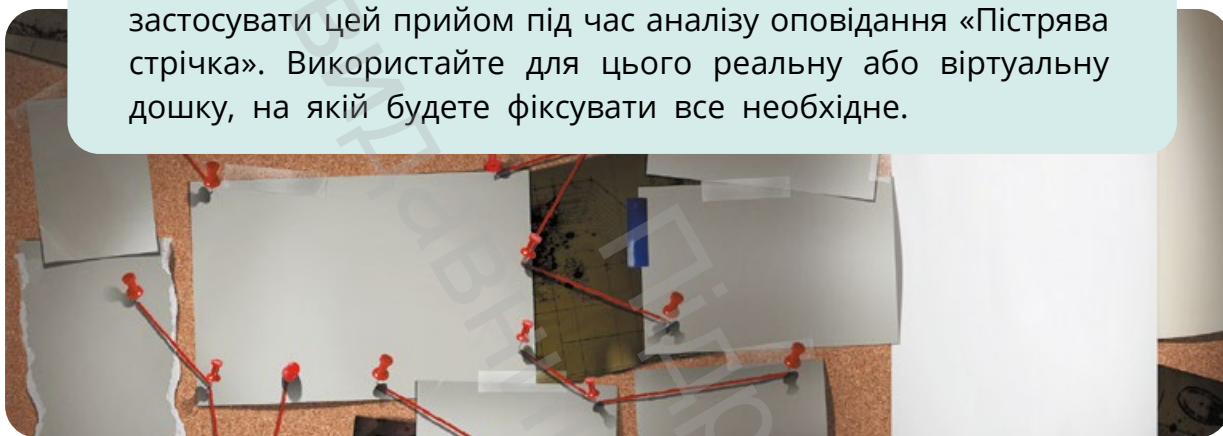 застосувати цей прийом під час аналізу оповідання «Пістрява
стрічка». Використайте для цього реальну або віртуальну
дошку, на якій будете фіксувати все необхідне.